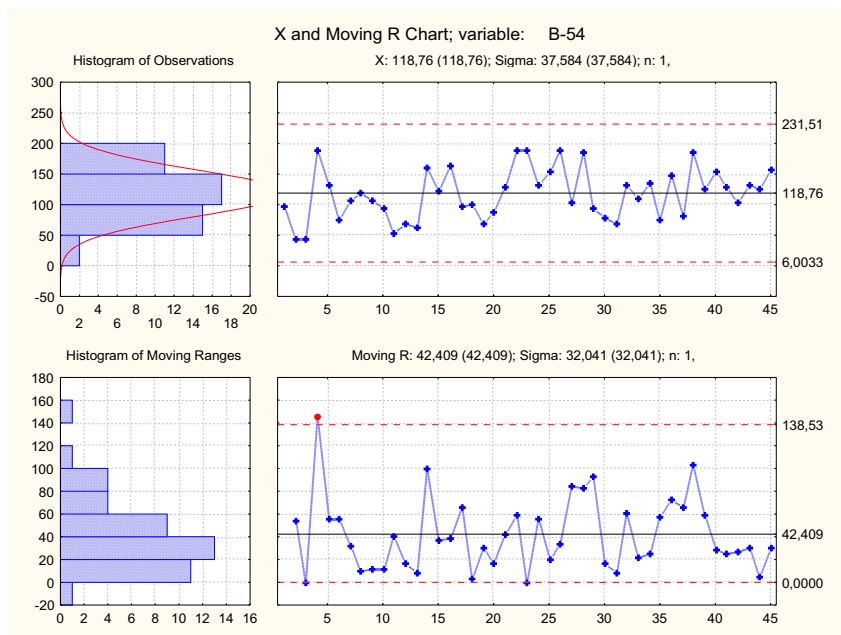 X and Moving R Chart; variable: B-54
Histogram of Observations
X: 118,76 (118,76); Sigma: 37,584 (37,584); n: 1,
300
250
200
150
100
50
0
-50
0 2 4 6 8 10 12 14 16 18 20
231,51
118,76
6,0033
5 10 15 20 25 30 35 40 45
Histogram of Moving Ranges
Moving R: 42,409 (42,409); Sigma: 32,041 (32,041); n: 1,
180
160
140
120
100
80
60
40
20
0
-20
0 2 4 6 8 10 12 14 16
138,53
42,409
0,0000
5 10 15 20 25 30 35 40 45